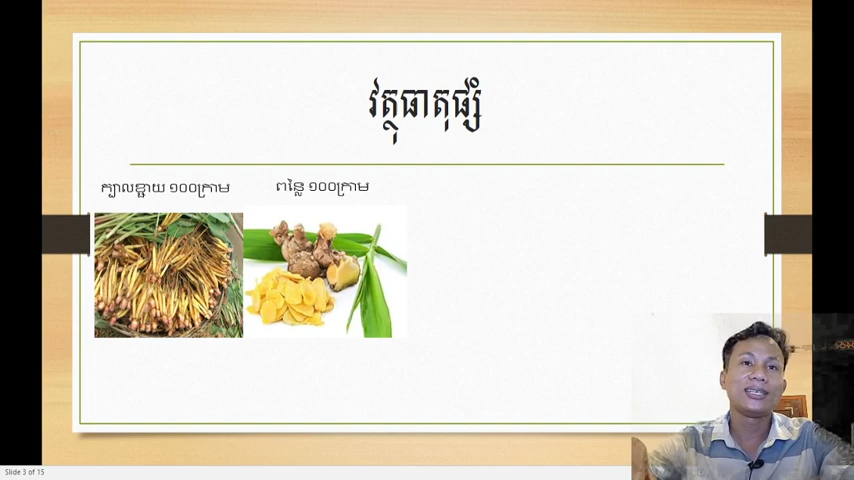 វត្ថុធាតុផ្សំ
ក្បាលខ្ជាយ ១០០ក្រាម
ពន្លៃ ១០០ក្រាម
Slide 3 of 15